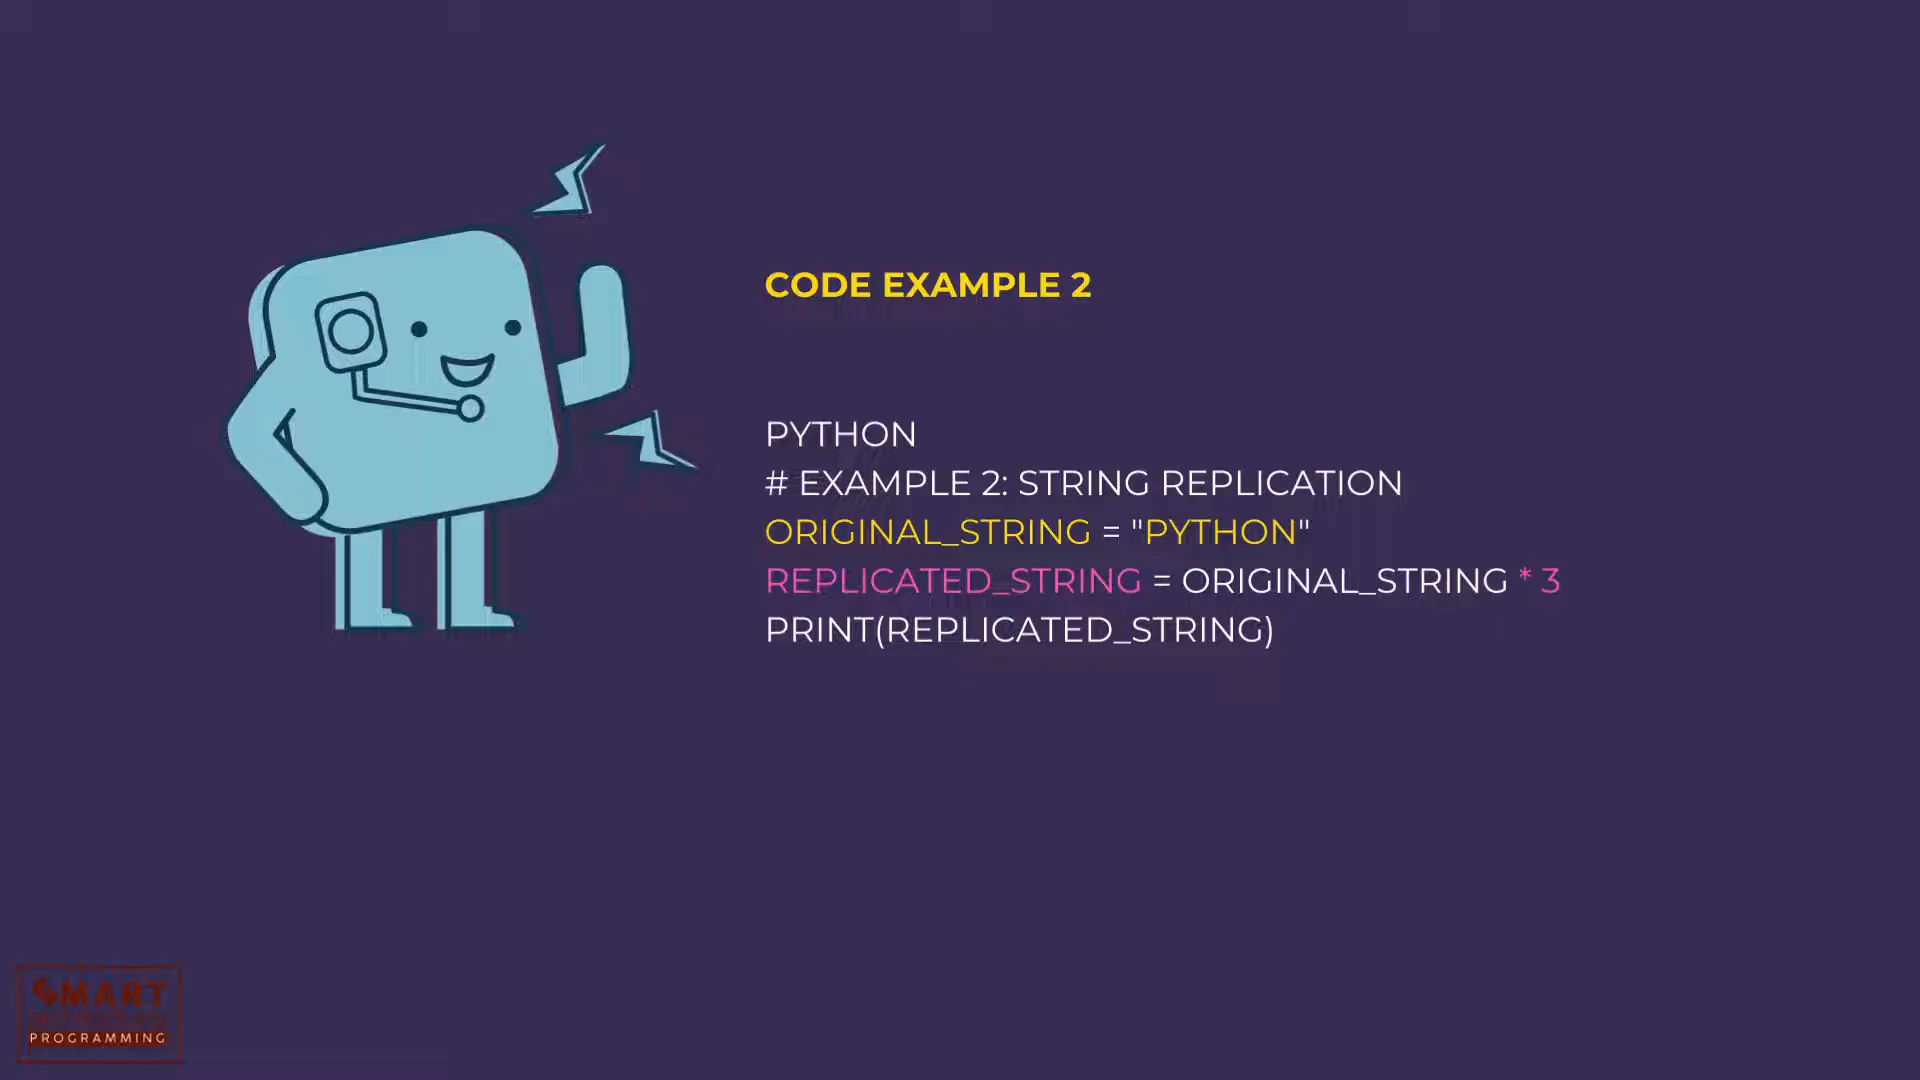 CODE EXAMPLE 2
PYTHON
# EXAMPLE 2: STRING REPLICATION
ORIGINAL_STRING = "PYTHON"
REPLICATED_STRING = ORIGINAL_STRING * 3
PRINT(REPLICATED_STRING)
SMART
PROGRAMMING